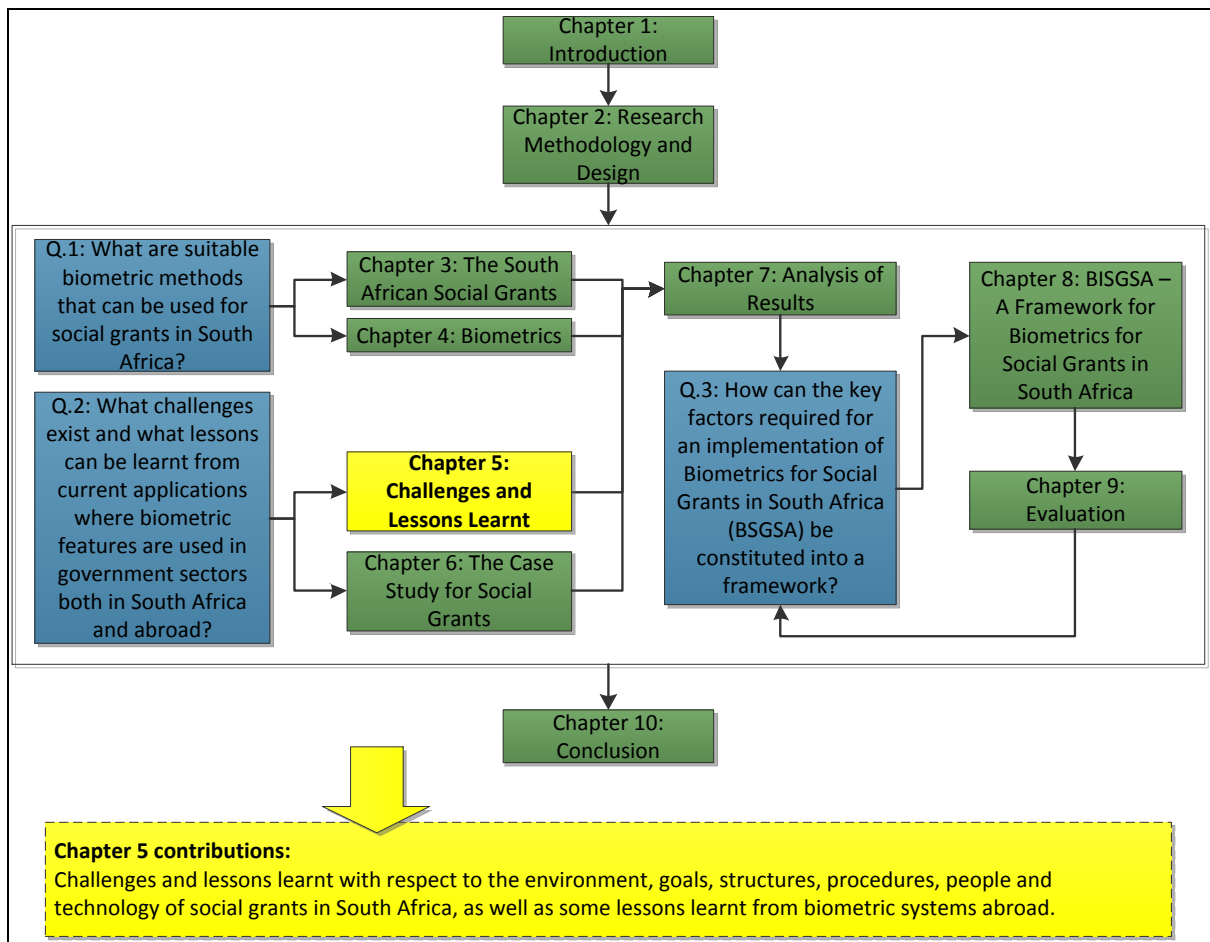 Chapter 1:
Introduction
Chapter 2: Research
Methodology and
Design
Q.1: What are suitable
biometric methods
that can be used for
social grants in South
Africa?
Chapter 3: The South
African Social Grants
Chapter 4: Biometrics
Q.2: What challenges
exist and what lessons
can be learnt from
current applications
where biometric
features are used in
government sectors
both in South Africa
and abroad?
Chapter 5:
Challenges and
Lessons Learnt
Chapter 6: The Case
Study for Social
Grants
Chapter 7: Analysis of
Results
Q.3: How can the key
factors required for
an implementation of
Biometrics for Social
Grants in South Africa
(BSGSA) be
constituted into a
framework?
Chapter 8: BISGSA –
A Framework for
Biometrics for
Social Grants in
South Africa
Chapter 9:
Evaluation
Chapter 10:
Conclusion
Chapter 5 contributions:
Challenges and lessons learnt with respect to the environment, goals, structures, procedures, people and
technology of social grants in South Africa, as well as some lessons learnt from biometric systems abroad.